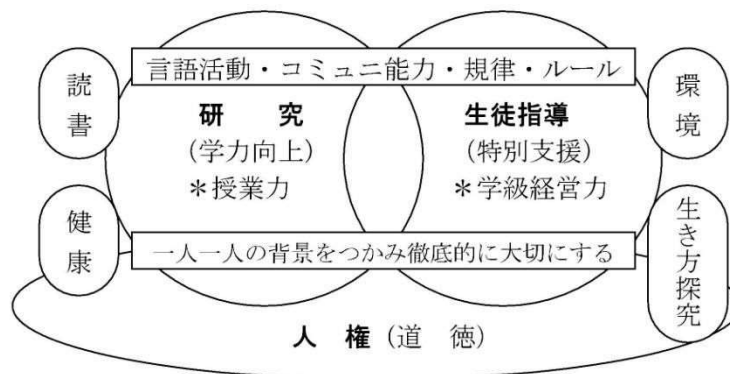 言語活動・コミュニ能力・規律・ルール
読書
環境
研　究
(学力向上)
＊授業力
生徒指導
(特別支援)
＊学級経営力
健康
生き方探究
一人一人の背景をつかみ徹底的に大切にする
人　権 (道　徳)